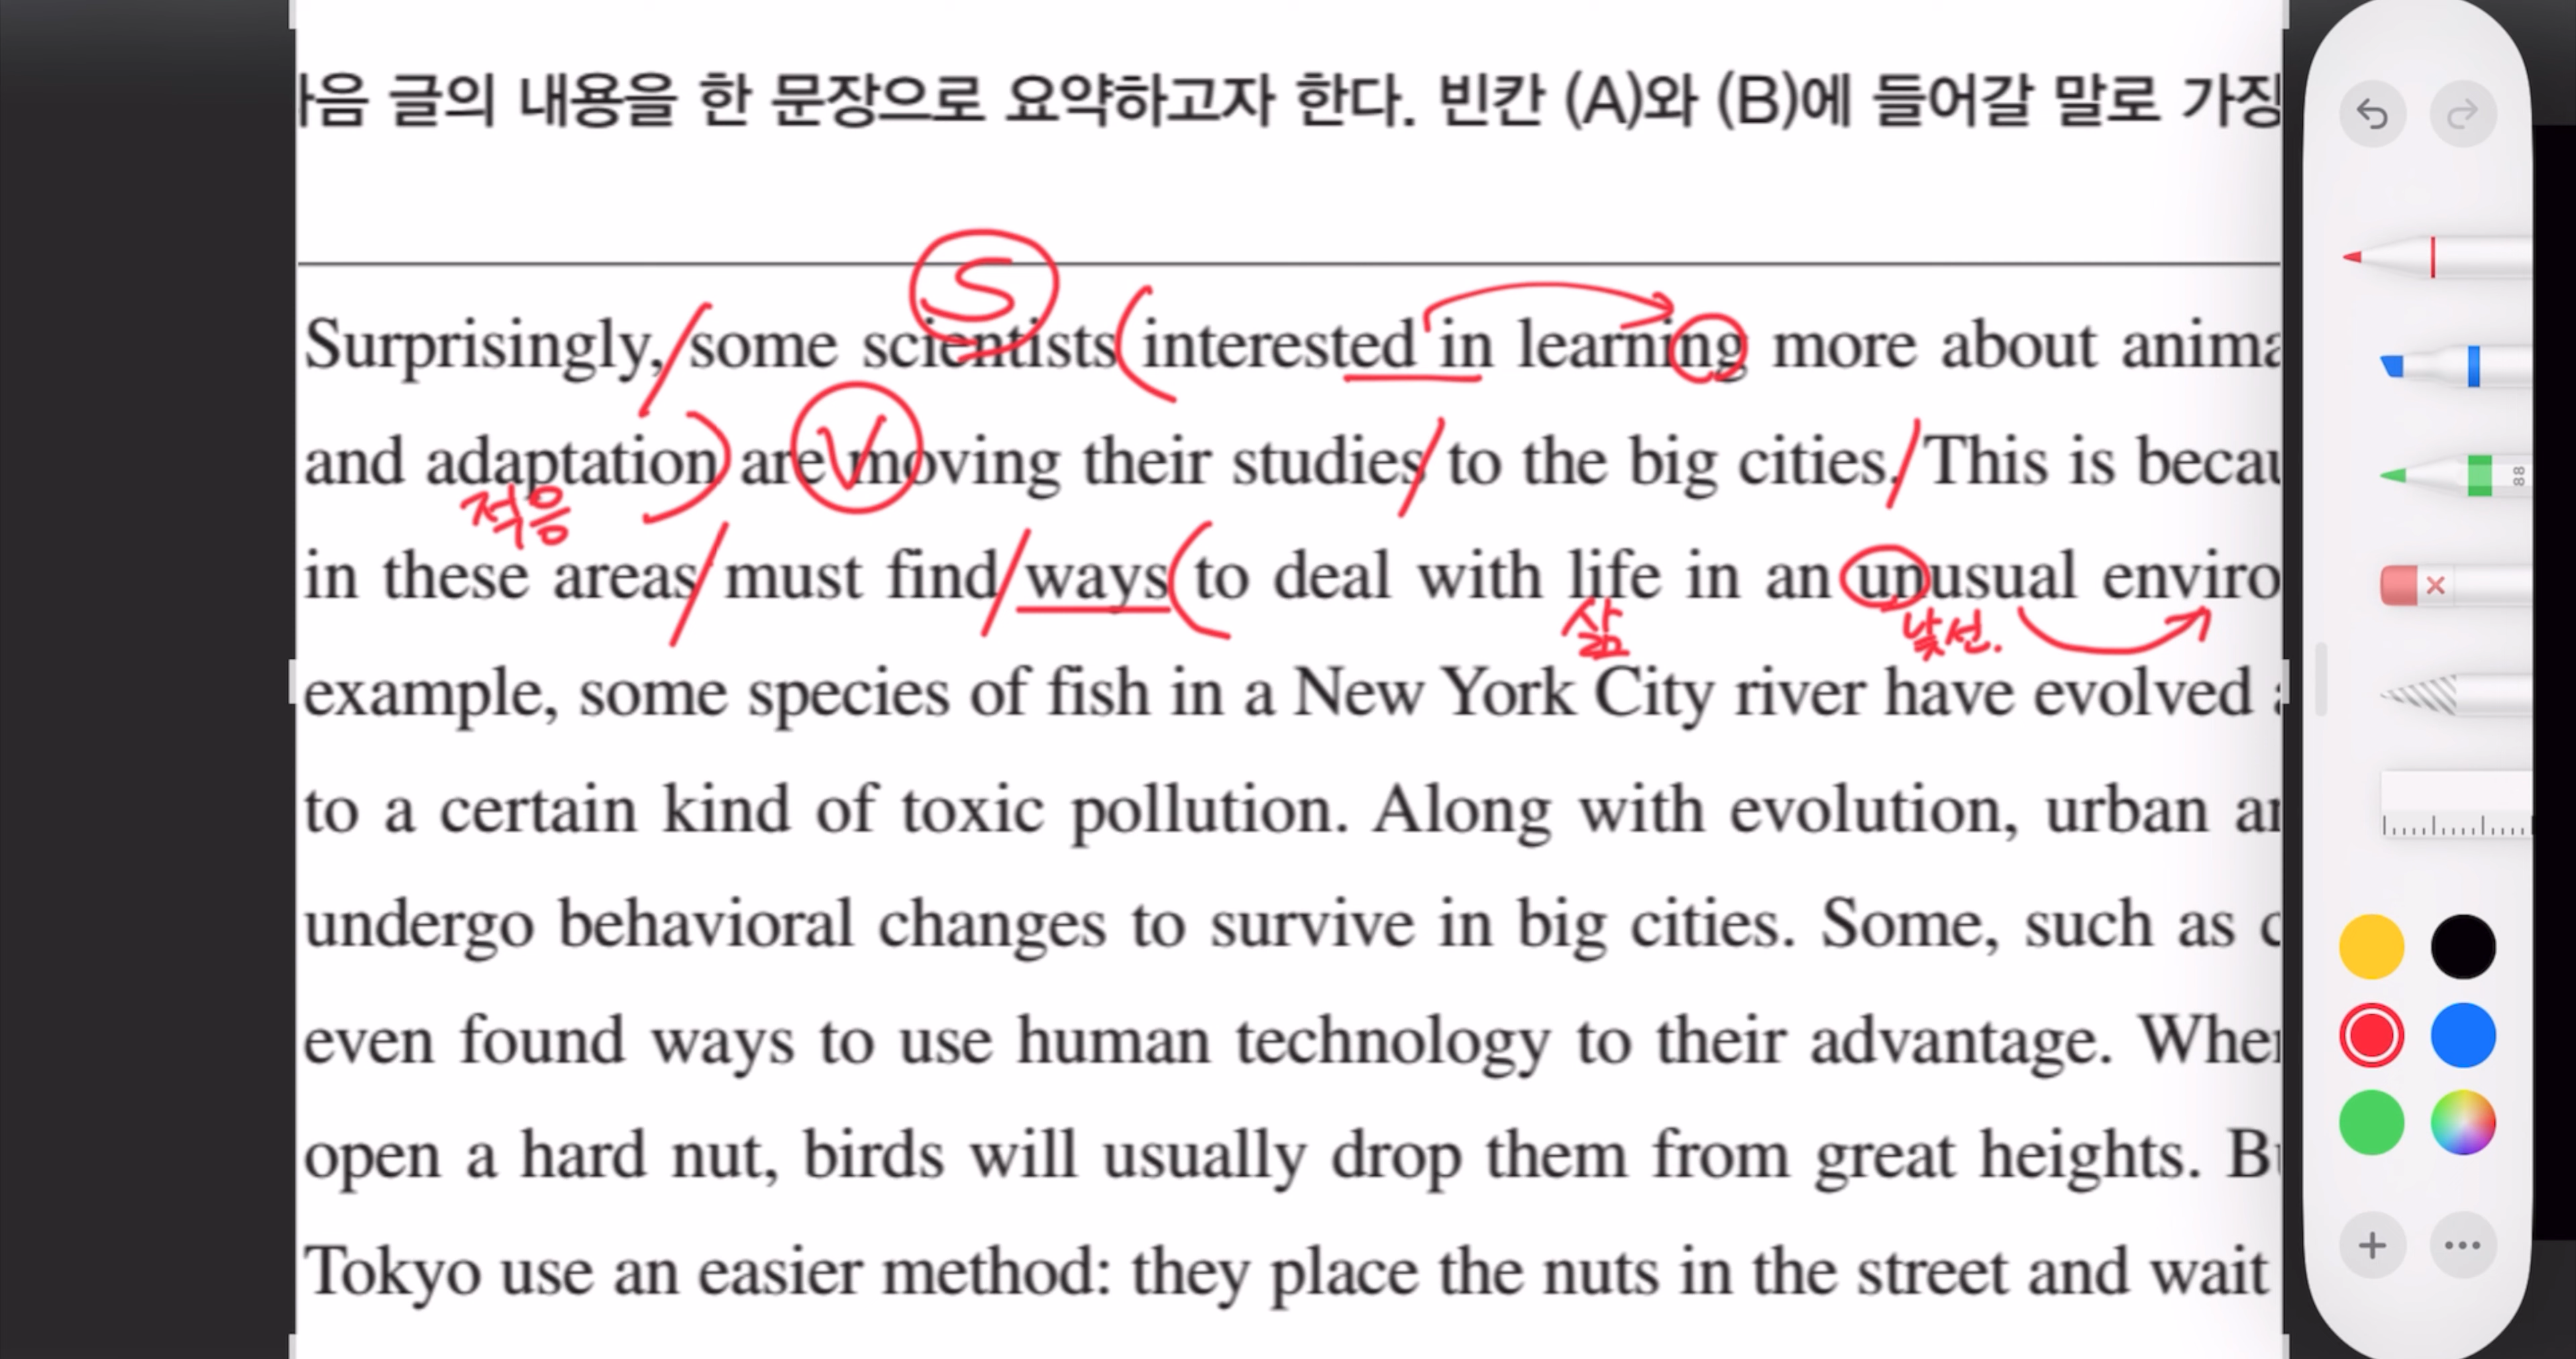 음 글의 내용을 한 문장으로 요약하고자 한다. 빈칸 (A)와 (B)에 들어갈 말로 가장
S
Surprisingly, some scientists interested in learning more about anima
V
and adaptation are moving their studies to the big cities. This is becau
적응
in these areas must find ways to deal with life in an unusual enviro
삶 낯선.
example, some species of fish in a New York City river have evolved
to a certain kind of toxic pollution. Along with evolution, urban an
undergo behavioral changes to survive in big cities. Some, such as c
even found ways to use human technology to their advantage. When
open a hard nut, birds will usually drop them from great heights. Bu
Tokyo use an easier method: they place the nuts in the street and wait
88